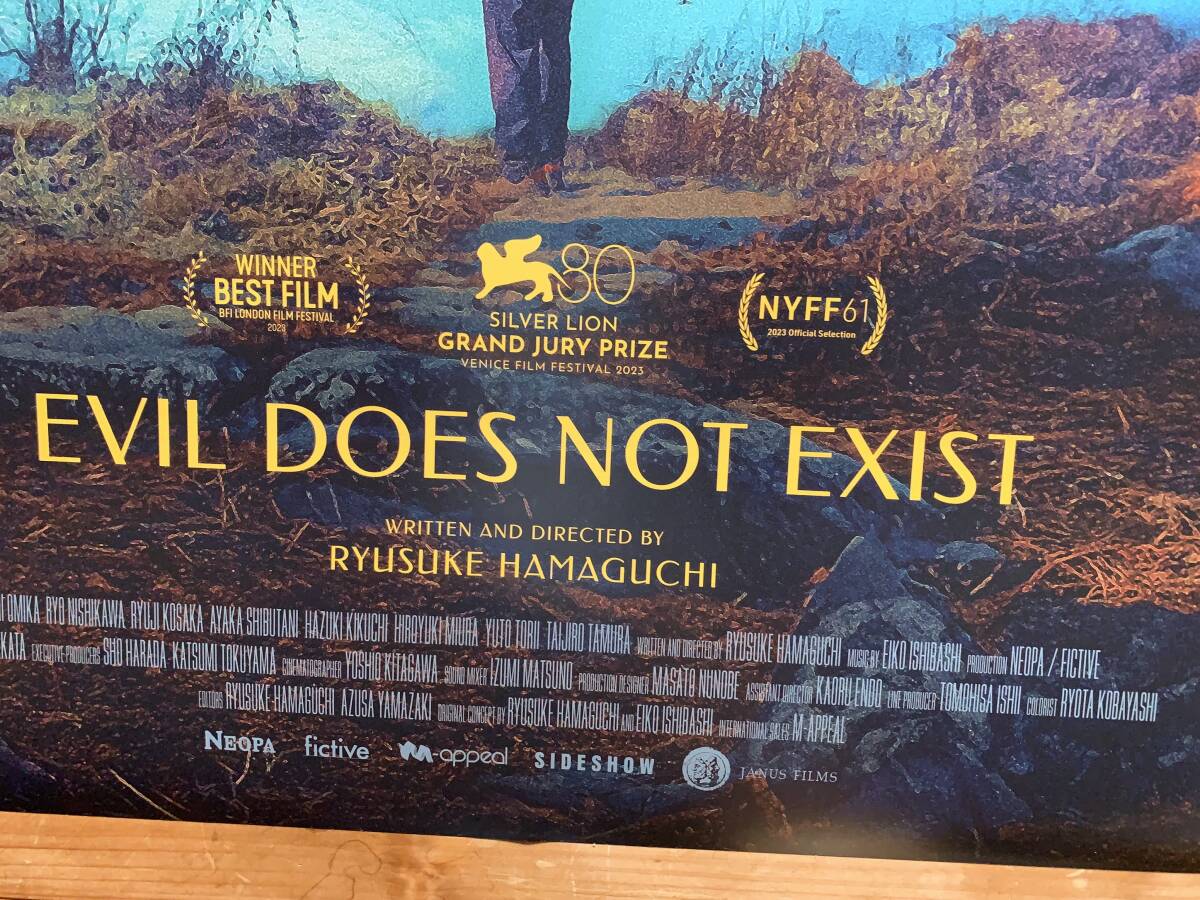 WINNER
BEST FILM
BFI LONDON FILM FESTIVAL
2023
80
SILVER LION
GRAND JURY PRIZE
VENICE FILM FESTIVAL 2023
NYFF61
2023 Official Selection
EVIL DOES NOT EXIST
WRITTEN AND DIRECTED BY
RYUSUKE HAMAGUCHI
OMIKA RYO NISHIKAWA RYUJI KOSAKA AYAKA SHIBUTANI HAZUKI KIKUCHI HIROYUKI MIURA YUTO TORII TAIJIRO TAMURA WRITTEN AND DIRECTED BY RYUSUKE HAMAGUCHI MUSIC BY EIKO ISHIBASHI PRODUCTION NEOPA / FICTIVE
KATA EXECUTIVE PRODUCERS SHO HARADA KATSUMI TOKUYAMA CINEMATOGRAPHER YOSHIO KITAGAWA SOUND MIXER IZUMI MATSUNO PRODUCTION DESIGNER MASATO NUNOBE ASSISTANT DIRECTOR KAORU ENDO LINE PRODUCER TOMOHISA ISHII COLORIST RYOTA KOBAYASHI
EDITORS RYUSUKE HAMAGUCHI AZUSA YAMAZAKI ORIGINAL CONCEPT BY RYUSUKE HAMAGUCHI AND EIKO ISHIBASHI INTERNATIONAL SALES M-APPEAL
NEOPA fictive m-appeal SIDESHOW JANUS FILMS